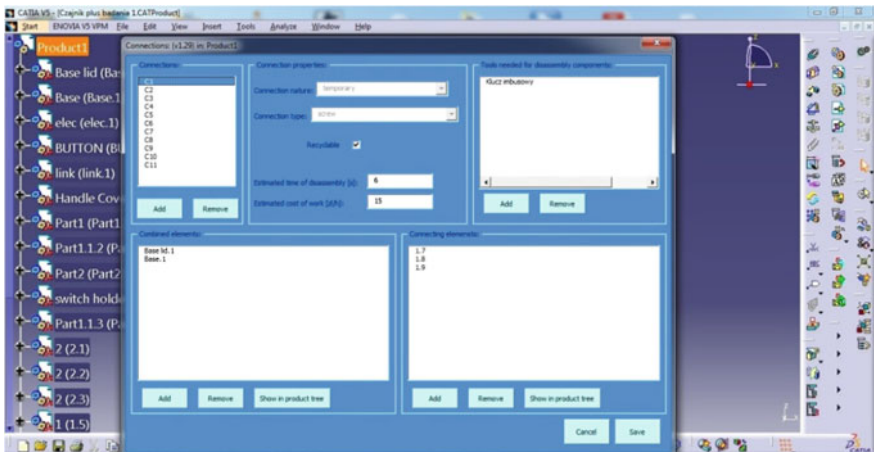 CATIA V5 - [Czajnik plus badania 1.CATProduct]
Start ENOVIA V5 VPM File Edit View Insert Tools Analyze Window Help
Product1
Base lid (Bas
Base (Base.1
elec (elec.1)
BUTTON (BU
link (link.1)
Handle Cov
Part1 (Part1
Part1.1.2 (Pa
Part2 (Part2
switch holde
Part1.1.3 (Pa
2 (2.1)
2 (2.2)
2 (2.3)
1 (1.5)
Connections: (v1.29) in: Product1
Connections:
C1
C2
C3
C4
C5
C6
C7
C8
C9
C10
C11
Add Remove
Connection properties:
Connection nature: temporary
Connection type: screw
Recyclable
Estimated time of disassembly [s]: 6
Estimated cost of work [zł/h]: 15
Tools needed for disassembly components:
Klucz imbusowy
Add Remove
Combined elements:
Base lid.1
Base.1
Add Remove Show in product tree
Connecting elements:
1.7
1.8
1.9
Add Remove Show in product tree
Cancel Save
z
x
CATIA